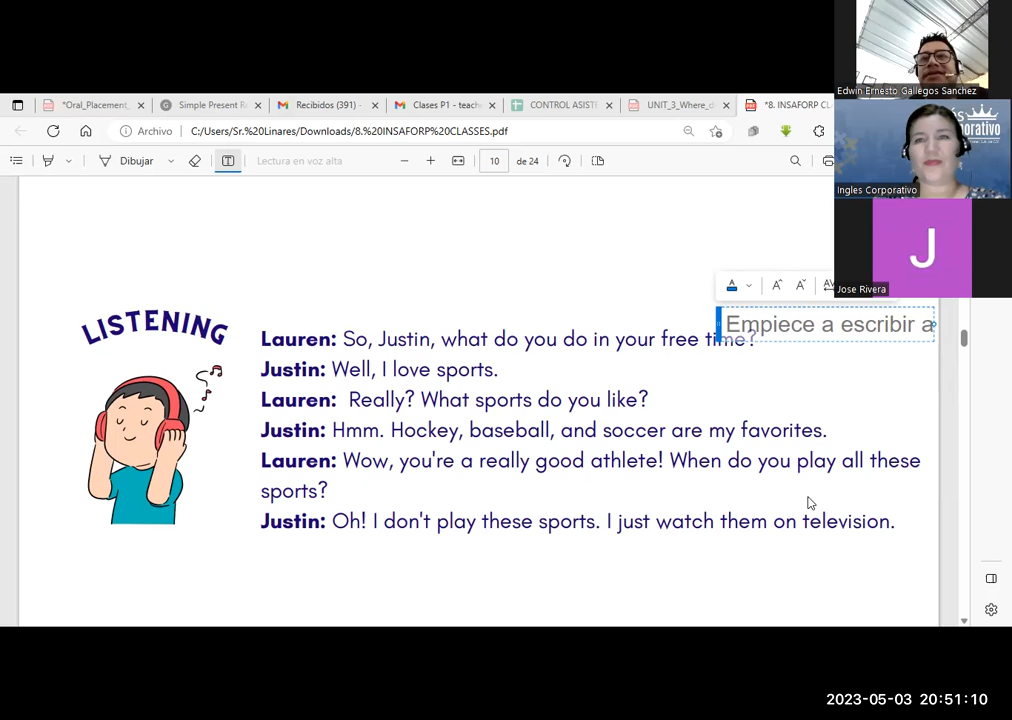 Edwin Ernesto Gallegos Sanchez
*Oral_Placement_
Simple Present R
Recibidos (391) -
Clases P1 - teach
CONTROL ASIST
UNIT_3_Where_d
*8. INSAFORP CL
Archivo
C:/Users/Sr.%20Linares/Downloads/8.%20INSAFORP%20CLASSES.pdf
Dibujar
Lectura en voz alta
10
de 24
Ingles Corporativo
J
Jose Rivera
Empiece a escribir a
LISTENING
Lauren: So, Justin, what do you do in your free time?
Justin: Well, I love sports.
Lauren: Really? What sports do you like?
Justin: Hmm. Hockey, baseball, and soccer are my favorites.
Lauren: Wow, you're a really good athlete! When do you play all these
sports?
Justin: Oh! I don't play these sports. I just watch them on television.
2023-05-03 20:51:10